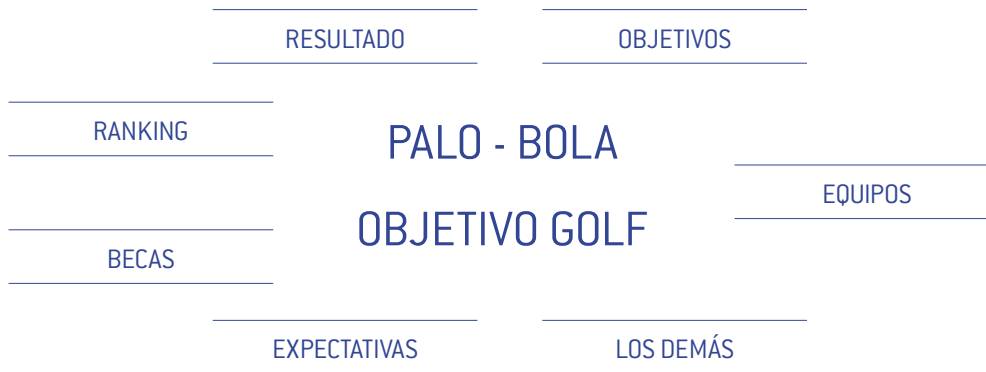 RESULTADO
OBJETIVOS
RANKING
PALO - BOLA
EQUIPOS
OBJETIVO GOLF
BECAS
EXPECTATIVAS
LOS DEMÁS